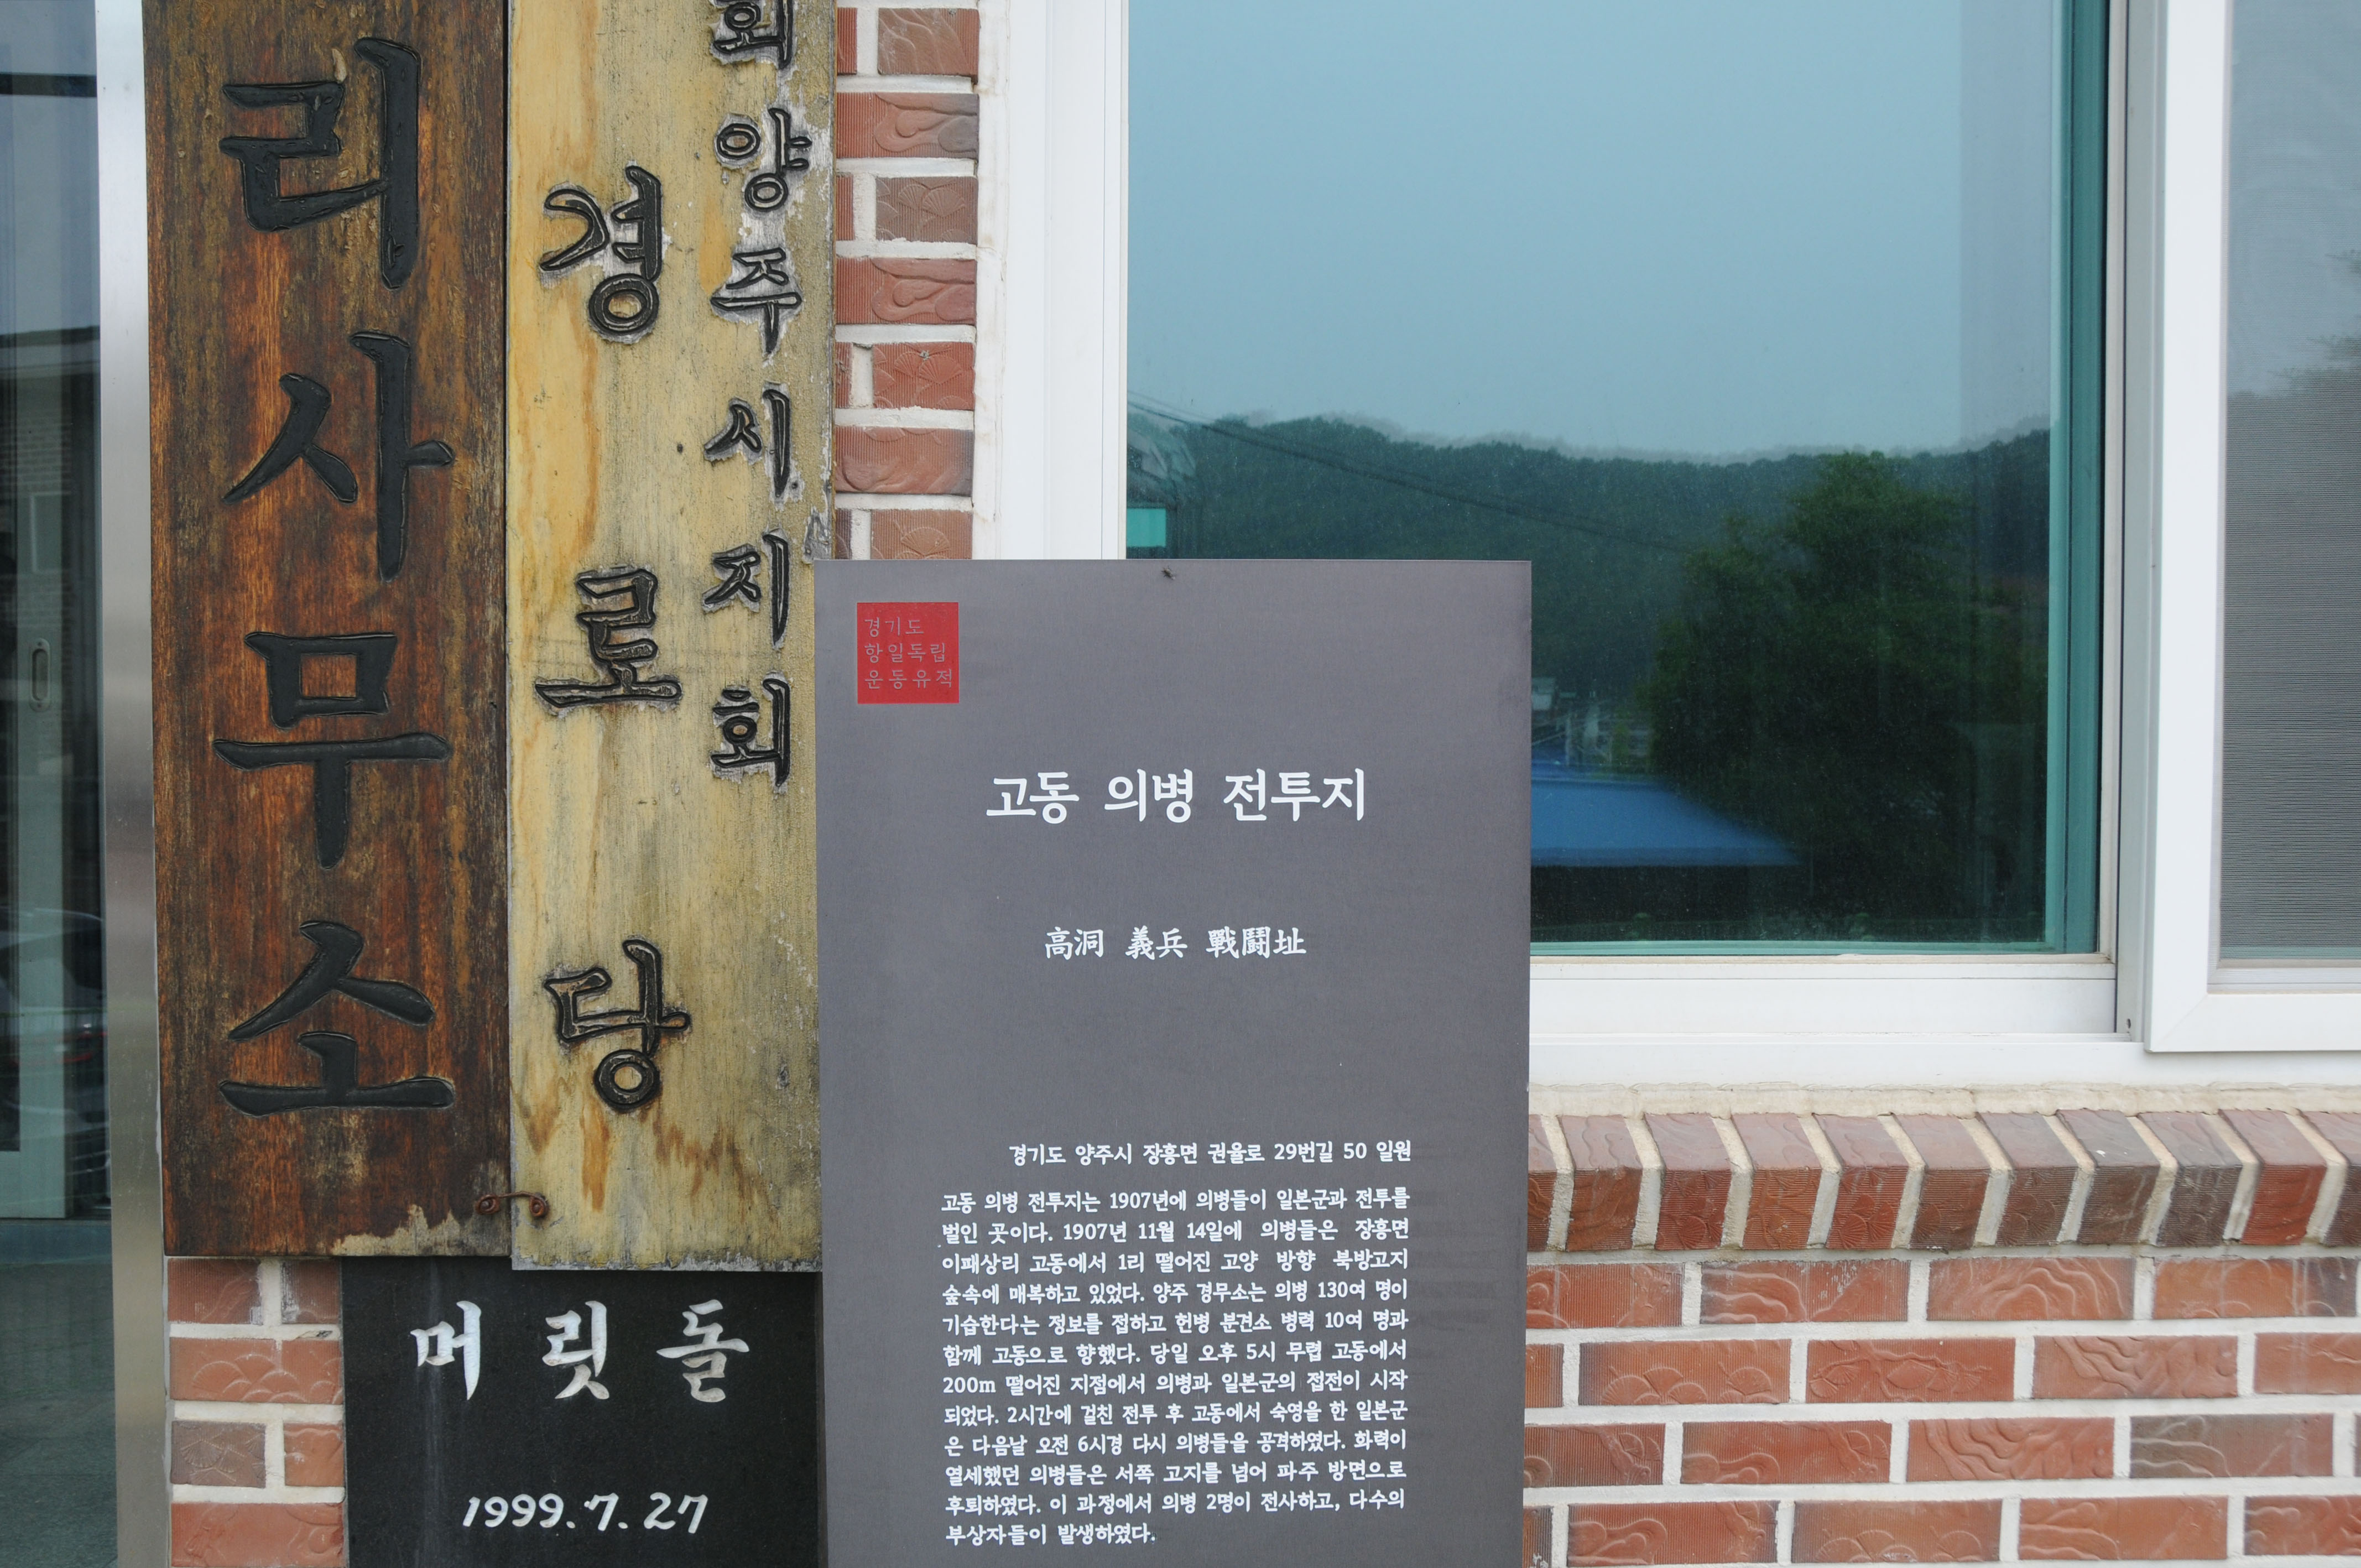 리사무소
회양주시지회
경로당
머릿돌
1999.7.27
경기도
항일독립
운동유적
고동 의병 전투지
高洞 義兵 戰鬪址
경기도 양주시 장흥면 권율로 29번길 50 일원
고동 의병 전투지는 1907년에 의병들이 일본군과 전투를
벌인 곳이다. 1907년 11월 14일에 의병들은 장흥면
이패상리 고동에서 1리 떨어진 고양 방향 북방고지
숲속에 매복하고 있었다. 양주 경무소는 의병 130여 명이
기습한다는 정보를 접하고 헌병 분견소 병력 10여 명과
함께 고동으로 향했다. 당일 오후 5시 무렵 고동에서
200m 떨어진 지점에서 의병과 일본군의 접전이 시작
되었다. 2시간에 걸친 전투 후 고동에서 숙영을 한 일본군
은 다음날 오전 6시경 다시 의병들을 공격하였다. 화력이
열세했던 의병들은 서쪽 고지를 넘어 파주 방면으로
후퇴하였다. 이 과정에서 의병 2명이 전사하고, 다수의
부상자들이 발생하였다.